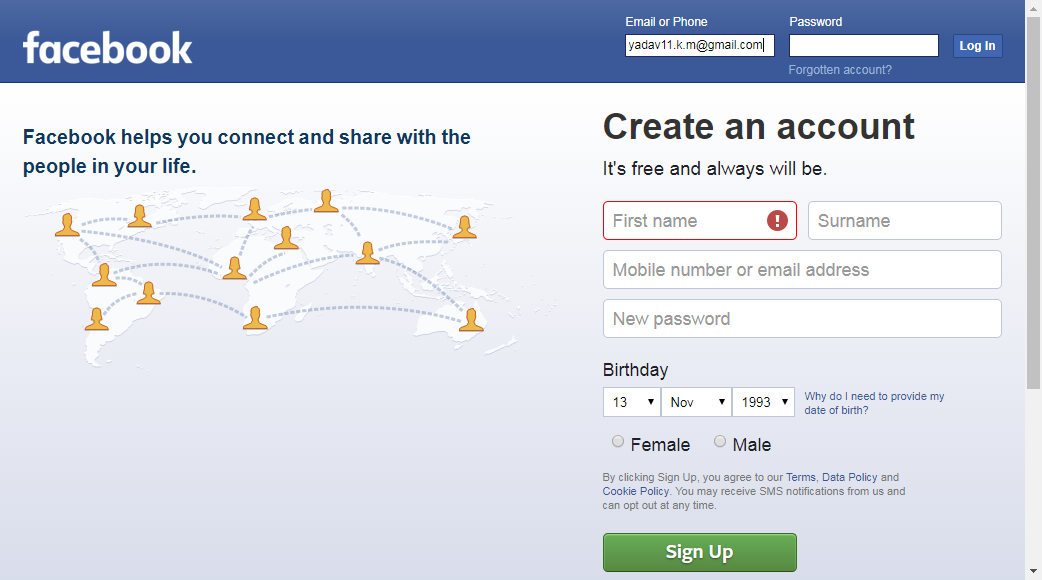 facebook
Email or Phone
Password
yadav11.k.m@gmail.com
Log In
Forgotten account?
Facebook helps you connect and share with the
people in your life.
Create an account
It's free and always will be.
First name
Surname
Mobile number or email address
New password
Birthday
13 Nov 1993
Why do I need to provide my
date of birth?
Female Male
By clicking Sign Up, you agree to our Terms, Data Policy and
Cookie Policy. You may receive SMS notifications from us and
can opt out at any time.
Sign Up